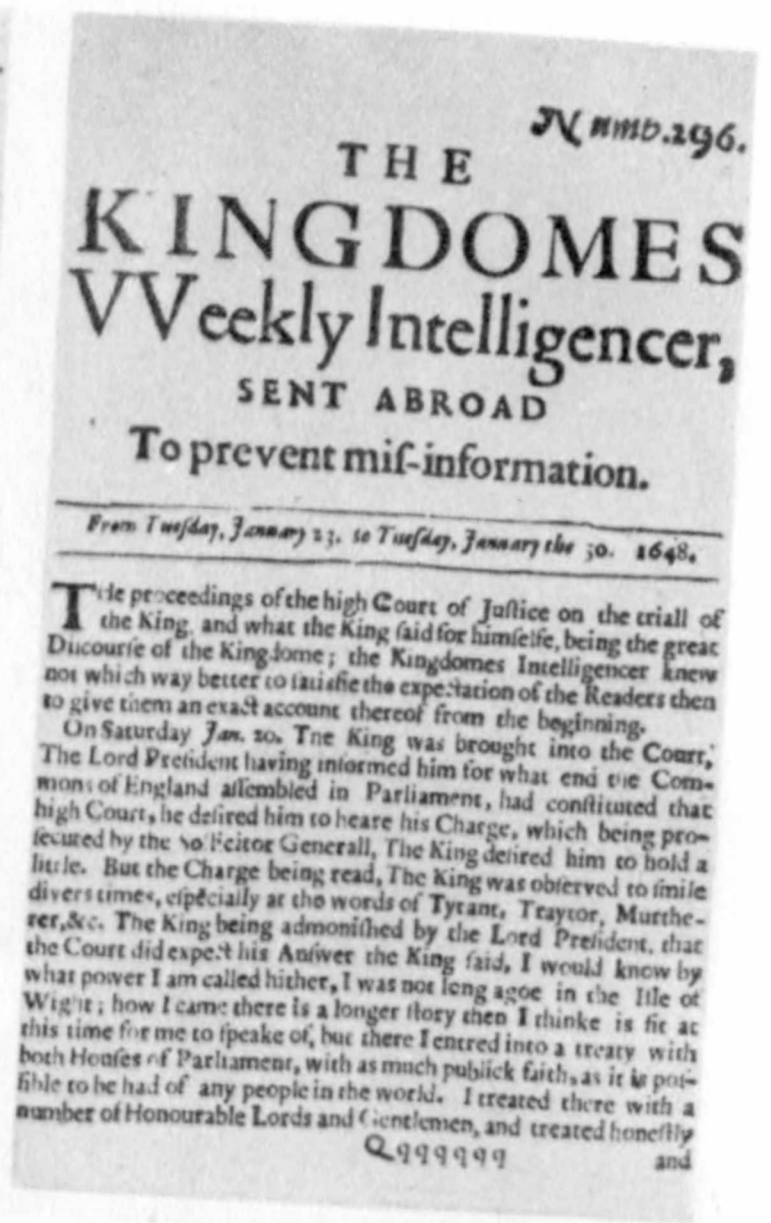 Numb.296.
THE
KINGDOMES
VVeekly Intelligencer,
SENT ABROAD
To prevent miſ-information.
From Tueſday, January 23. to Tueſday, January the 30. 1648.
THe proceedings of the high Court of Juſtice on the triall of
the King, and what the King ſaid for himſelfe, being the great
Diſcourſe of the Kingdome; the Kingdomes Intelligencer knew
not which way better to ſatisfie the expectation of the Readers then
to give them an exact account thereof from the beginning.
On Saturday Jan. 20. The King was brought into the Court,
The Lord Preſident having informed him for what end the Com-
mons of England aſſembled in Parliament, had conſtituted that
high Court, he deſired him to heare his Charge, which being pro-
ſecured by the Sollicitor Generall, The King deſired him to hold a
little. But the Charge being read, The King was obſerved to ſmile
divers times, eſpecially at the words of Tyrant, Traytor, Murthe-
rer, &c. The King being admoniſhed by the Lord Preſident, that
the Court did expect his Anſwer the King ſaid, I would know by
what power I am called hither, I was not long agoe in the Iſle of
Wight; how I came there is a longer ſtory then I thinke is fit at
this time for me to ſpeake of, but there I entred into a treaty with
both Houſes of Parliament, with as much publick faith, as it is poſ-
ſible to be had of any people in the world. I treated there with a
number of Honourable Lords and Gentlemen, and treated honeſtly
Qqqqqqq and